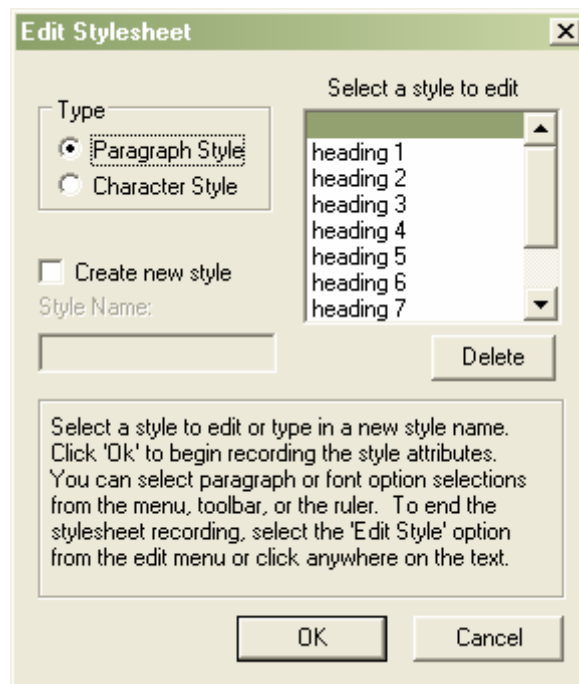 Edit Stylesheet
Type
Paragraph Style
Character Style
Create new style
Style Name:
Select a style to edit
heading 1
heading 2
heading 3
heading 4
heading 5
heading 6
heading 7
Delete
Select a style to edit or type in a new style name.
Click 'Ok' to begin recording the style attributes.
You can select paragraph or font option selections
from the menu, toolbar, or the ruler.  To end the
stylesheet recording, select the 'Edit Style' option
from the edit menu or click anywhere on the text.
OK
Cancel